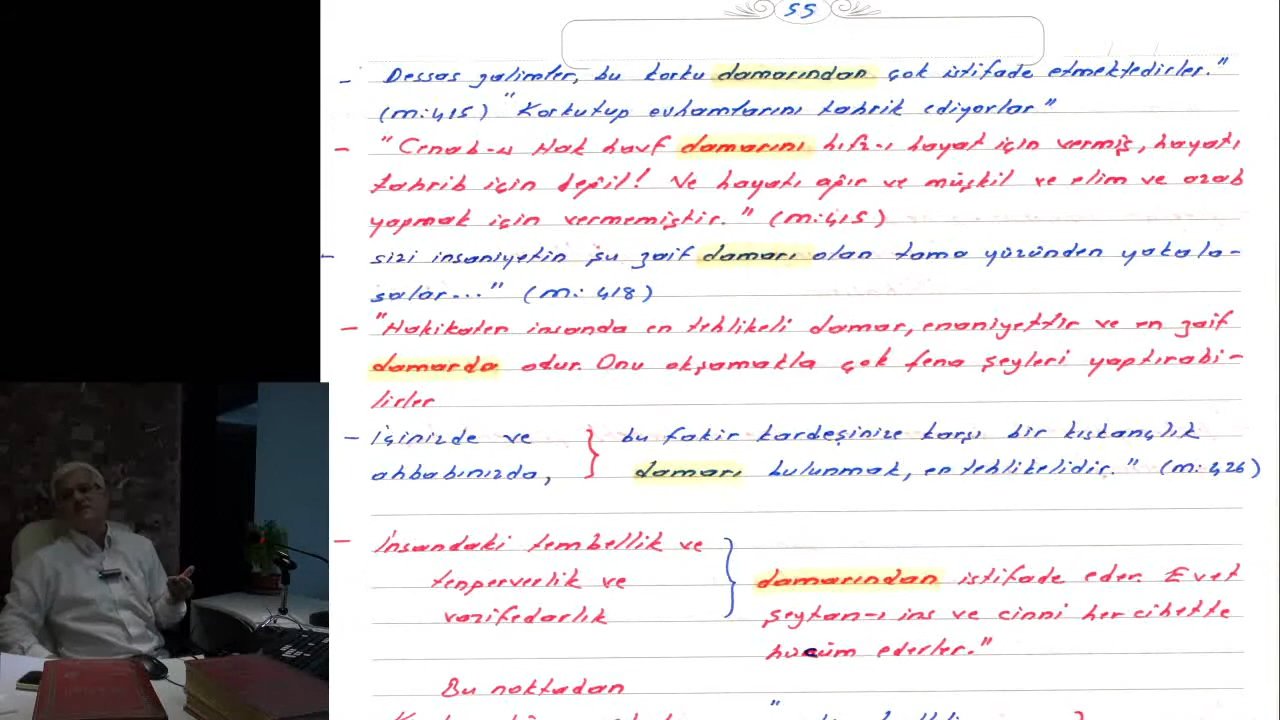 55
- Dessas zalimler, bu korku damarından çok istifade etmektedirler."
(m:415) "Korkutup evhamlarını tahrik ediyorlar"
- "Cenab-ı Hak havf damarını hıfz-ı hayat için vermiş, hayatı
tahrib için değil! Ve hayatı ağır ve müşkil ve elim ve azab
yapmak için vermemiştir." (m:415)
- sizi insaniyetin şu zaif damarı olan tama yüzünden yakala-
salar..." (m: 418)
- "Hakikaten insanda en tehlikeli damar, enaniyettir ve en zaif
damarda odur. Onu okşamakla çok fena şeyleri yaptırabi-
lirler
- İçinizde ve } bu fakir kardeşinize karşı bir kıskançlık
ahbabınızda, damarı bulunmak, en tehlikelidir." (m:426)
- İnsandaki tembellik ve
tenperverlik ve } damarından istifade eder. Evet
vazifedarlık şeytan-ı ins ve cinni her cihette
hücüm ederler."
Bu noktadan